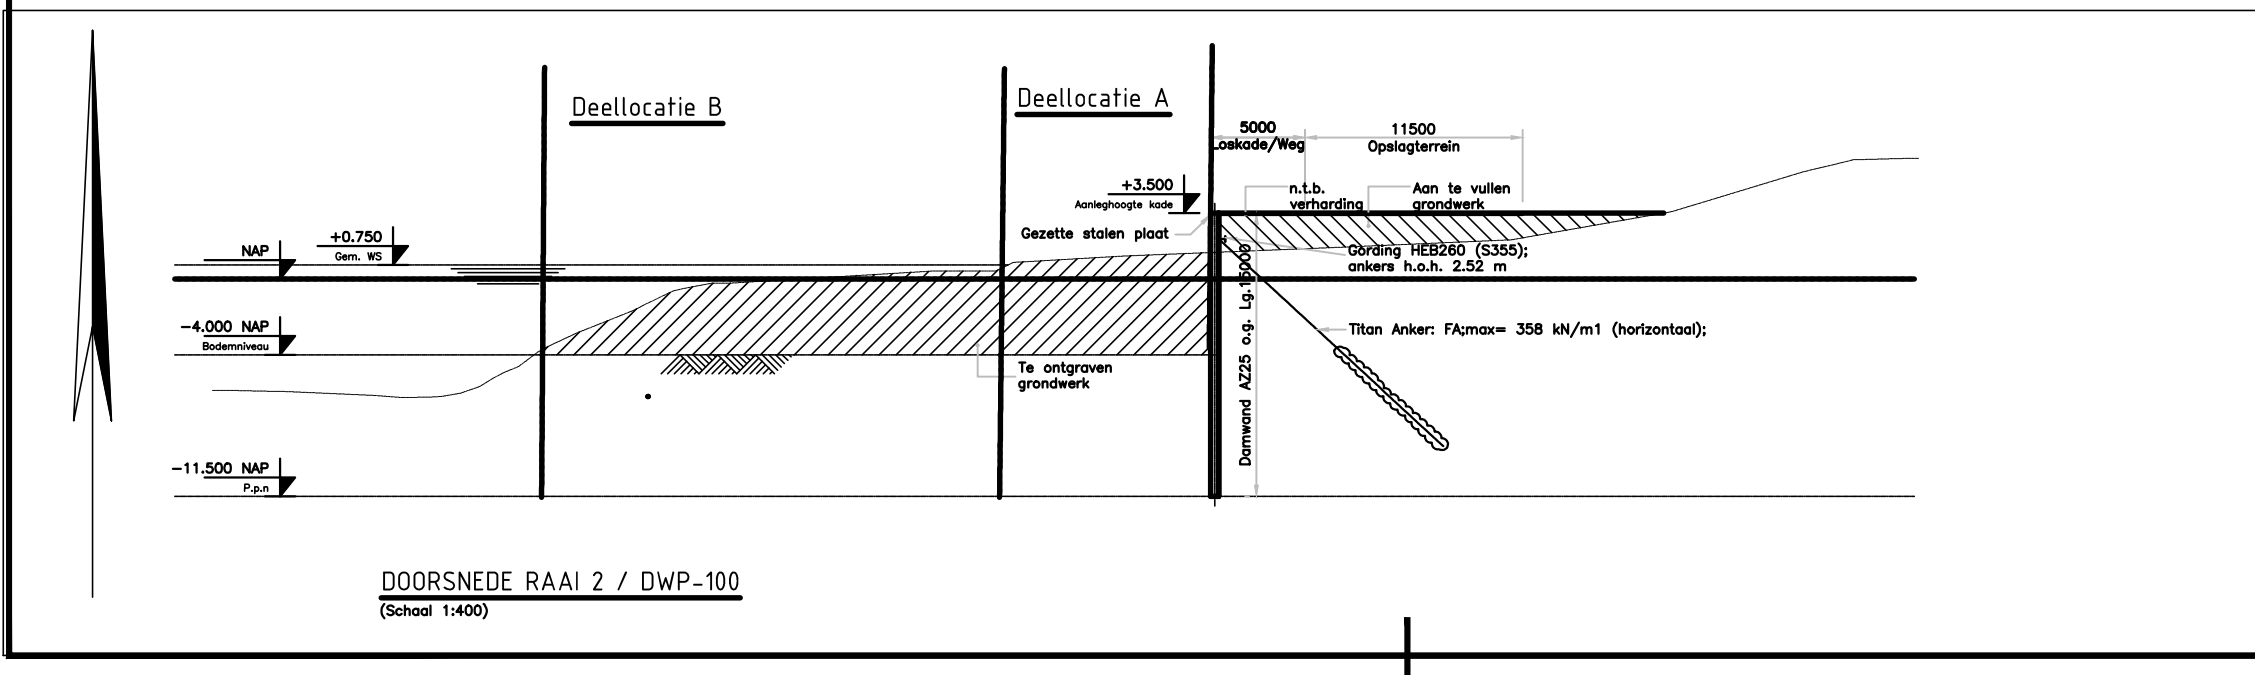 Deellocatie B
Deellocatie A
5000
Loskade/Weg
11500
Opslagterrein
+3.500
Aanleghoogte kade
n.t.b.
verharding
Aan te vullen
grondwerk
Gezette stalen plaat
NAP
+0.750
Gem. WS
Gording HEB260 (S355);
ankers h.o.h. 2.52 m
-4.000 NAP
Bodemniveau
Titan Anker: FA;max= 358 kN/m1 (horizontaal);
Te ontgraven
grondwerk
Damwand AZ25 o.g. Lg.15000
-11.500 NAP
P.p.n
DOORSNEDE RAAI 2 / DWP-100
(Schaal 1:400)